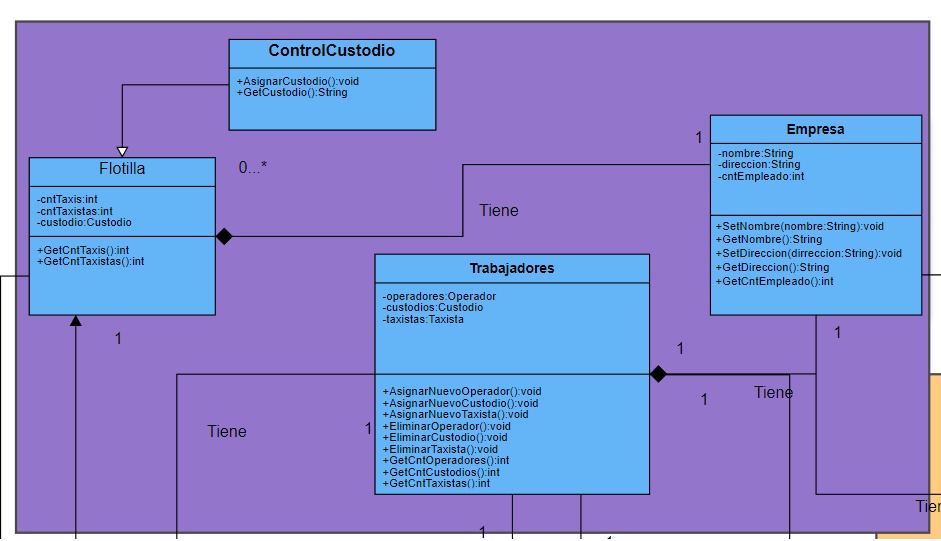 ControlCustodio
+AsignarCustodio():void
+GetCustodio():String
Flotilla
-cntTaxis:int
-cntTaxistas:int
-custodio:Custodio
+GetCntTaxis():int
+GetCntTaxistas():int
0...*
1
Tiene
1
Empresa
-nombre:String
-direccion:String
-cntEmpleado:int
+SetNombre(nombre:String):void
+GetNombre():String
+SetDireccion(dirreccion:String):void
+GetDireccion():String
+GetCntEmpleado():int
1
Trabajadores
-operadores:Operador
-custodios:Custodio
-taxistas:Taxista
+AsignarNuevoOperador():void
+AsignarNuevoCustodio():void
+AsignarNuevoTaxista():void
+EliminarOperador():void
+EliminarCustodio():void
+EliminarTaxista():void
+GetCntOperadores():int
+GetCntCustodios():int
+GetCntTaxistas():int
1
Tiene
1
Tiene
1
1